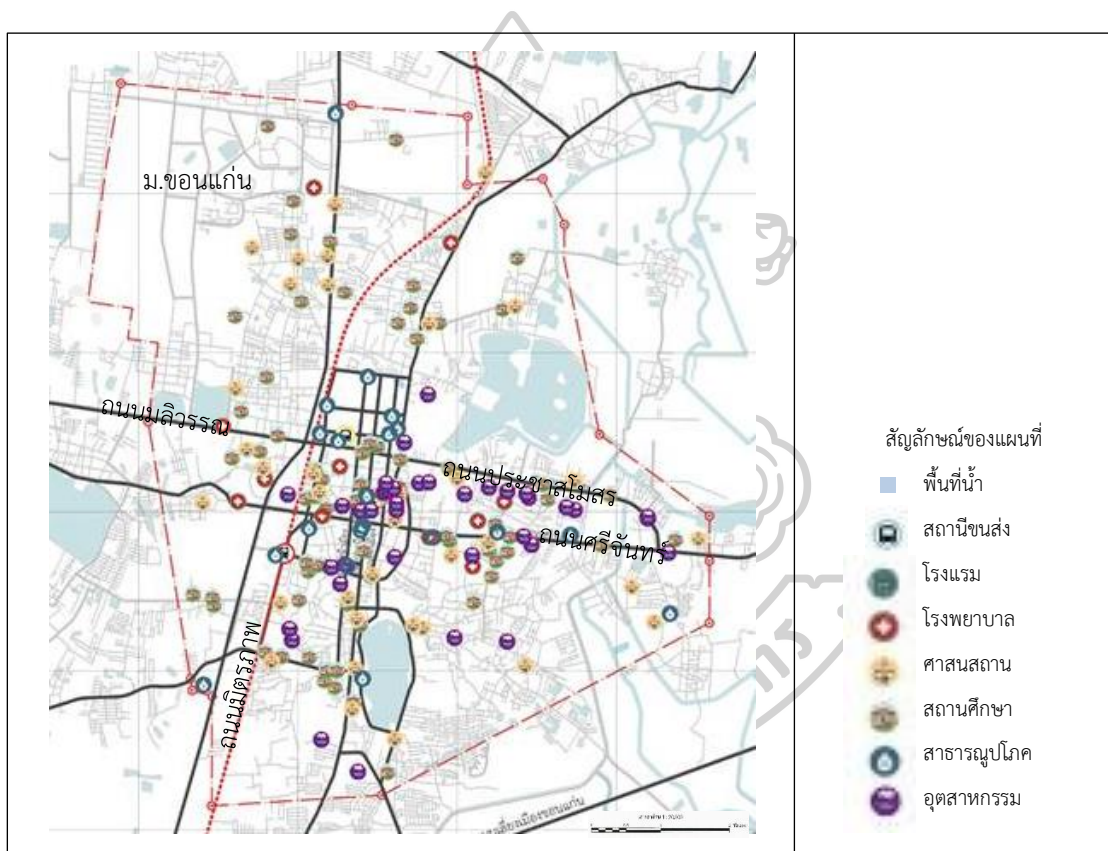 ม.ขอนแก่น
ถนนมลิวรรณ
ถนนประชาสโมสร
ถนนศรีจันทร์
ถนนมิตรภาพ
สัญลักษณ์ของแผนที่
พื้นที่น้ำ
สถานีขนส่ง
โรงแรม
โรงพยาบาล
ศาสนสถาน
สถานศึกษา
สาธารณูปโภค
อุตสาหกรรม